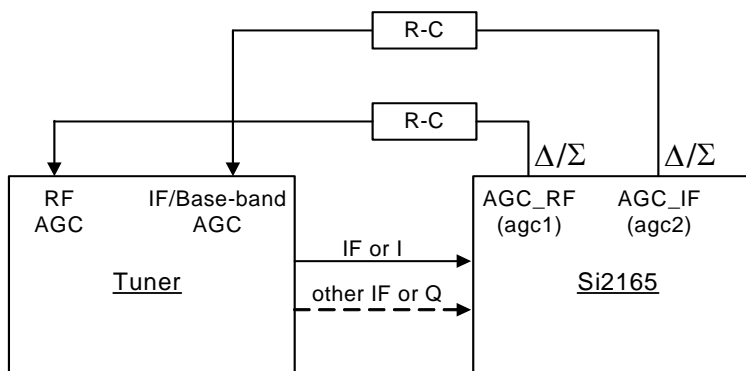 R-C
R-C
Δ/Σ
Δ/Σ
RF
AGC
IF/Base-band
AGC
AGC_RF
(agc1)
AGC_IF
(agc2)
IF or I
Tuner
Si2165
other IF or Q